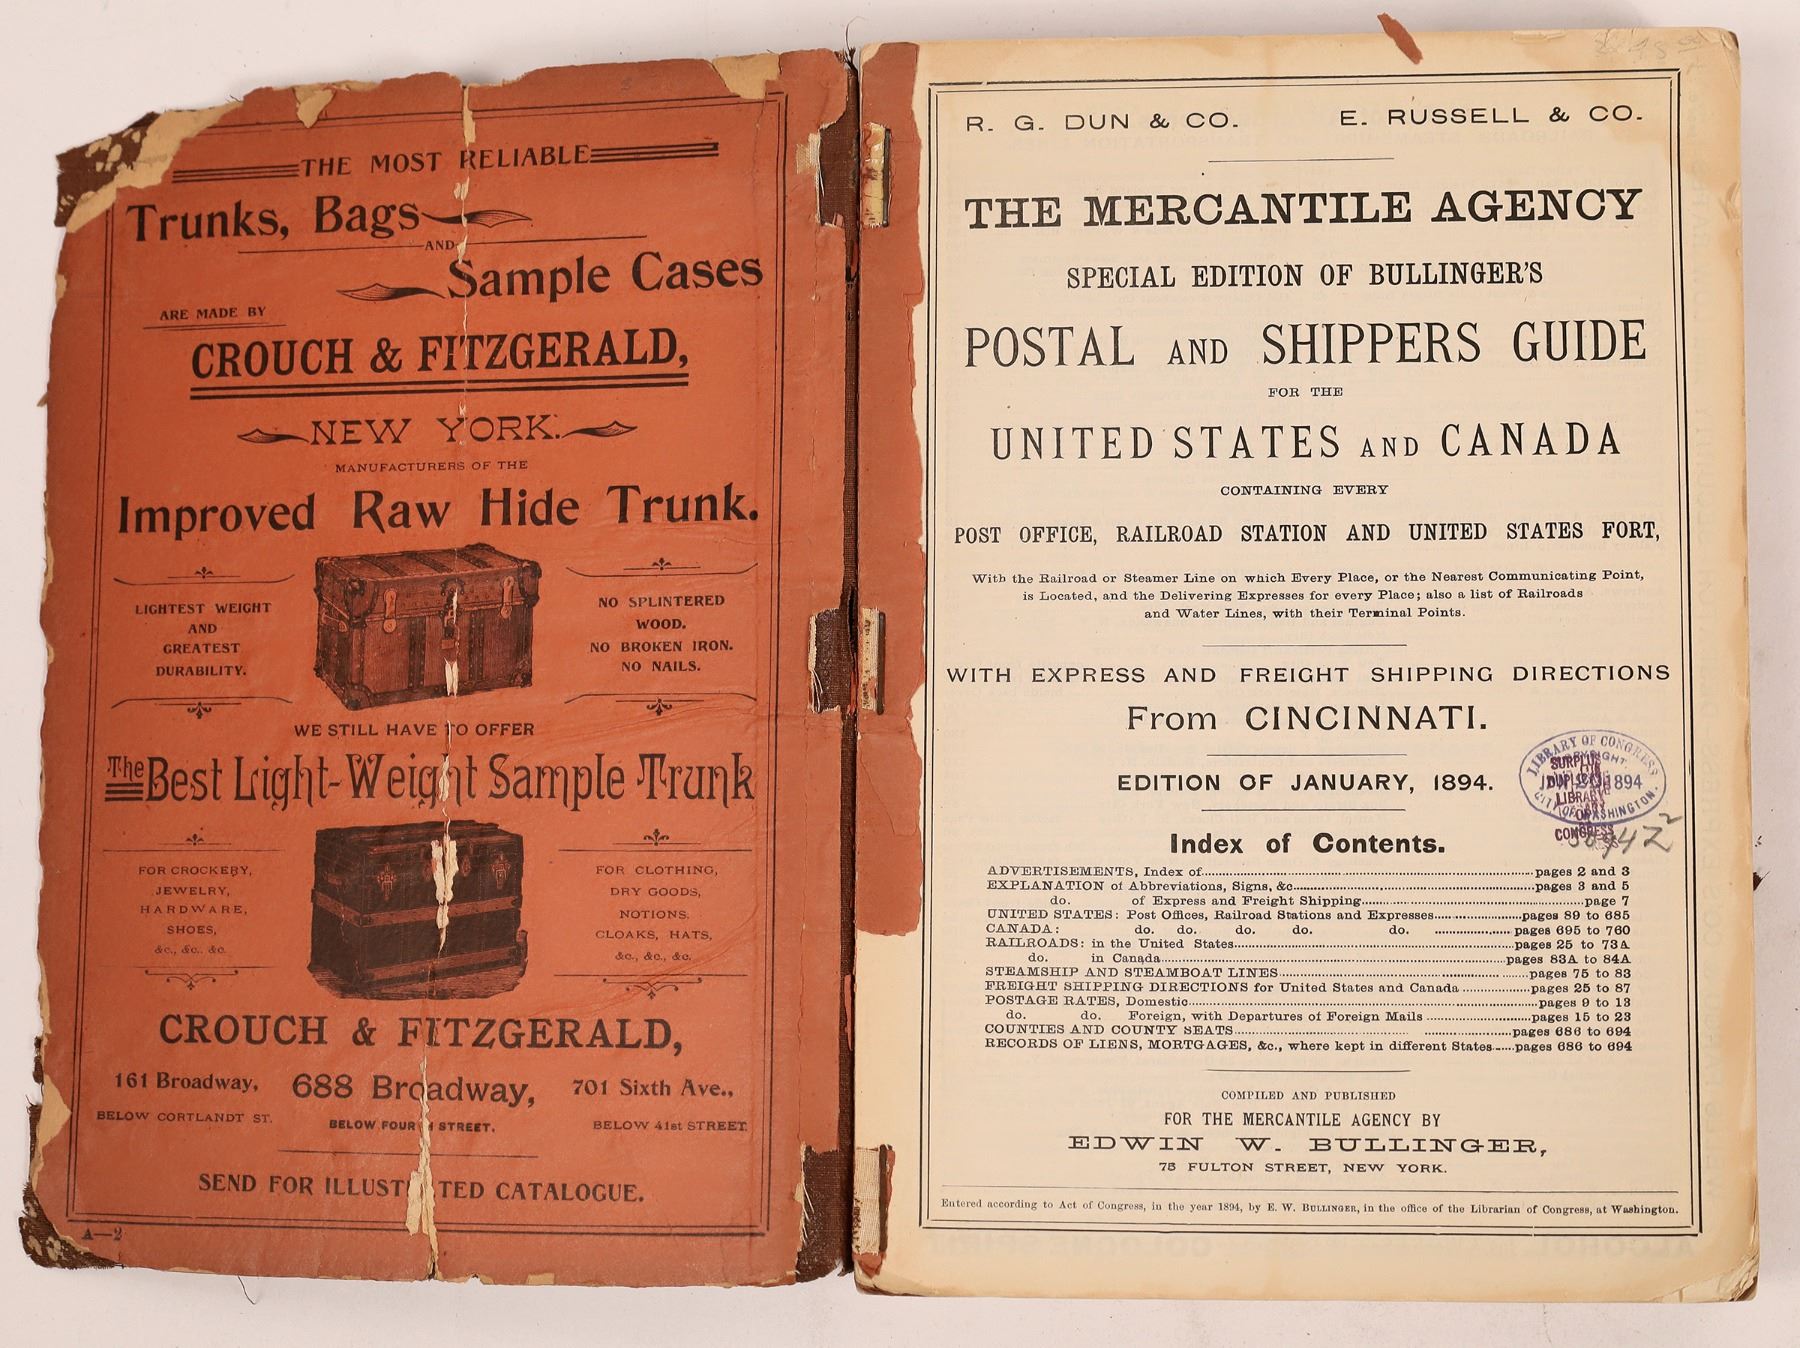 THE MOST RELIABLE
Trunks, Bags
AND
Sample Cases
ARE MADE BY
CROUCH & FITZGERALD,
NEW YORK.
MANUFACTURERS OF THE
Improved Raw Hide Trunk.
LIGHTEST WEIGHT
AND
GREATEST
DURABILITY.
NO SPLINTERED
WOOD.
NO BROKEN IRON.
NO NAILS.
WE STILL HAVE TO OFFER
The Best Light-Weight Sample Trunk
FOR CROCKERY,
JEWELRY,
HARDWARE,
SHOES,
&c., &c., &c.
FOR CLOTHING,
DRY GOODS,
NOTIONS.
CLOAKS, HATS,
&c., &c., &c.
CROUCH & FITZGERALD,
161 Broadway, 688 Broadway, 701 Sixth Ave.,
BELOW CORTLANDT ST. BELOW FOURTH STREET. BELOW 41st STREET.
SEND FOR ILLUSTRATED CATALOGUE.
A—2
R. G. DUN & CO. E. RUSSELL & CO.
THE MERCANTILE AGENCY
SPECIAL EDITION OF BULLINGER'S
POSTAL AND SHIPPERS GUIDE
FOR THE
UNITED STATES AND CANADA
CONTAINING EVERY
POST OFFICE, RAILROAD STATION AND UNITED STATES FORT,
With the Railroad or Steamer Line on which Every Place, or the Nearest Communicating Point,
is Located, and the Delivering Expresses for every Place; also a list of Railroads
and Water Lines, with their Terminal Points.
WITH EXPRESS AND FREIGHT SHIPPING DIRECTIONS
From CINCINNATI.
EDITION OF JANUARY, 1894.
LIBRARY OF CONGRESS
COPYRIGHT
1894
CITY OF WASHINGTON.
SURPLUS
DUPLICATE
LIBRARY
OF
CONGRESS
Index of Contents.
ADVERTISEMENTS, Index of pages 2 and 3
EXPLANATION of Abbreviations, Signs, &c pages 3 and 5
do. of Express and Freight Shipping page 7
UNITED STATES: Post Offices, Railroad Stations and Expresses pages 89 to 685
CANADA: do. do. do. do. do. pages 695 to 760
RAILROADS: in the United States pages 25 to 73A
do. in Canada pages 83A to 84A
STEAMSHIP AND STEAMBOAT LINES pages 75 to 83
FREIGHT SHIPPING DIRECTIONS for United States and Canada pages 25 to 87
POSTAGE RATES, Domestic pages 9 to 13
do. do. Foreign, with Departures of Foreign Mails pages 15 to 23
COUNTIES AND COUNTY SEATS pages 686 to 694
RECORDS OF LIENS, MORTGAGES, &c., where kept in different States pages 686 to 694
COMPILED AND PUBLISHED
FOR THE MERCANTILE AGENCY BY
EDWIN W. BULLINGER,
75 FULTON STREET, NEW YORK.
Entered according to Act of Congress, in the year 1894, by E. W. BULLINGER, in the office of the Librarian of Congress, at Washington.